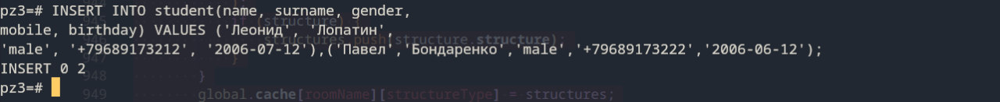 pz3=# INSERT INTO student(name, surname, gender,
(structure) {
mobile, birthday) VALUES ('Леонид', 'Лопатин',
946 structures.push(structure.structure);
'male', '+79689173212', '2006-07-12'),('Павел','Бондаренко','male','+79689173222','2006-06-12');
947 }
INSERT 0 2
948 }
pz3=#
949 global.cache[roomName][structureType] = structures;